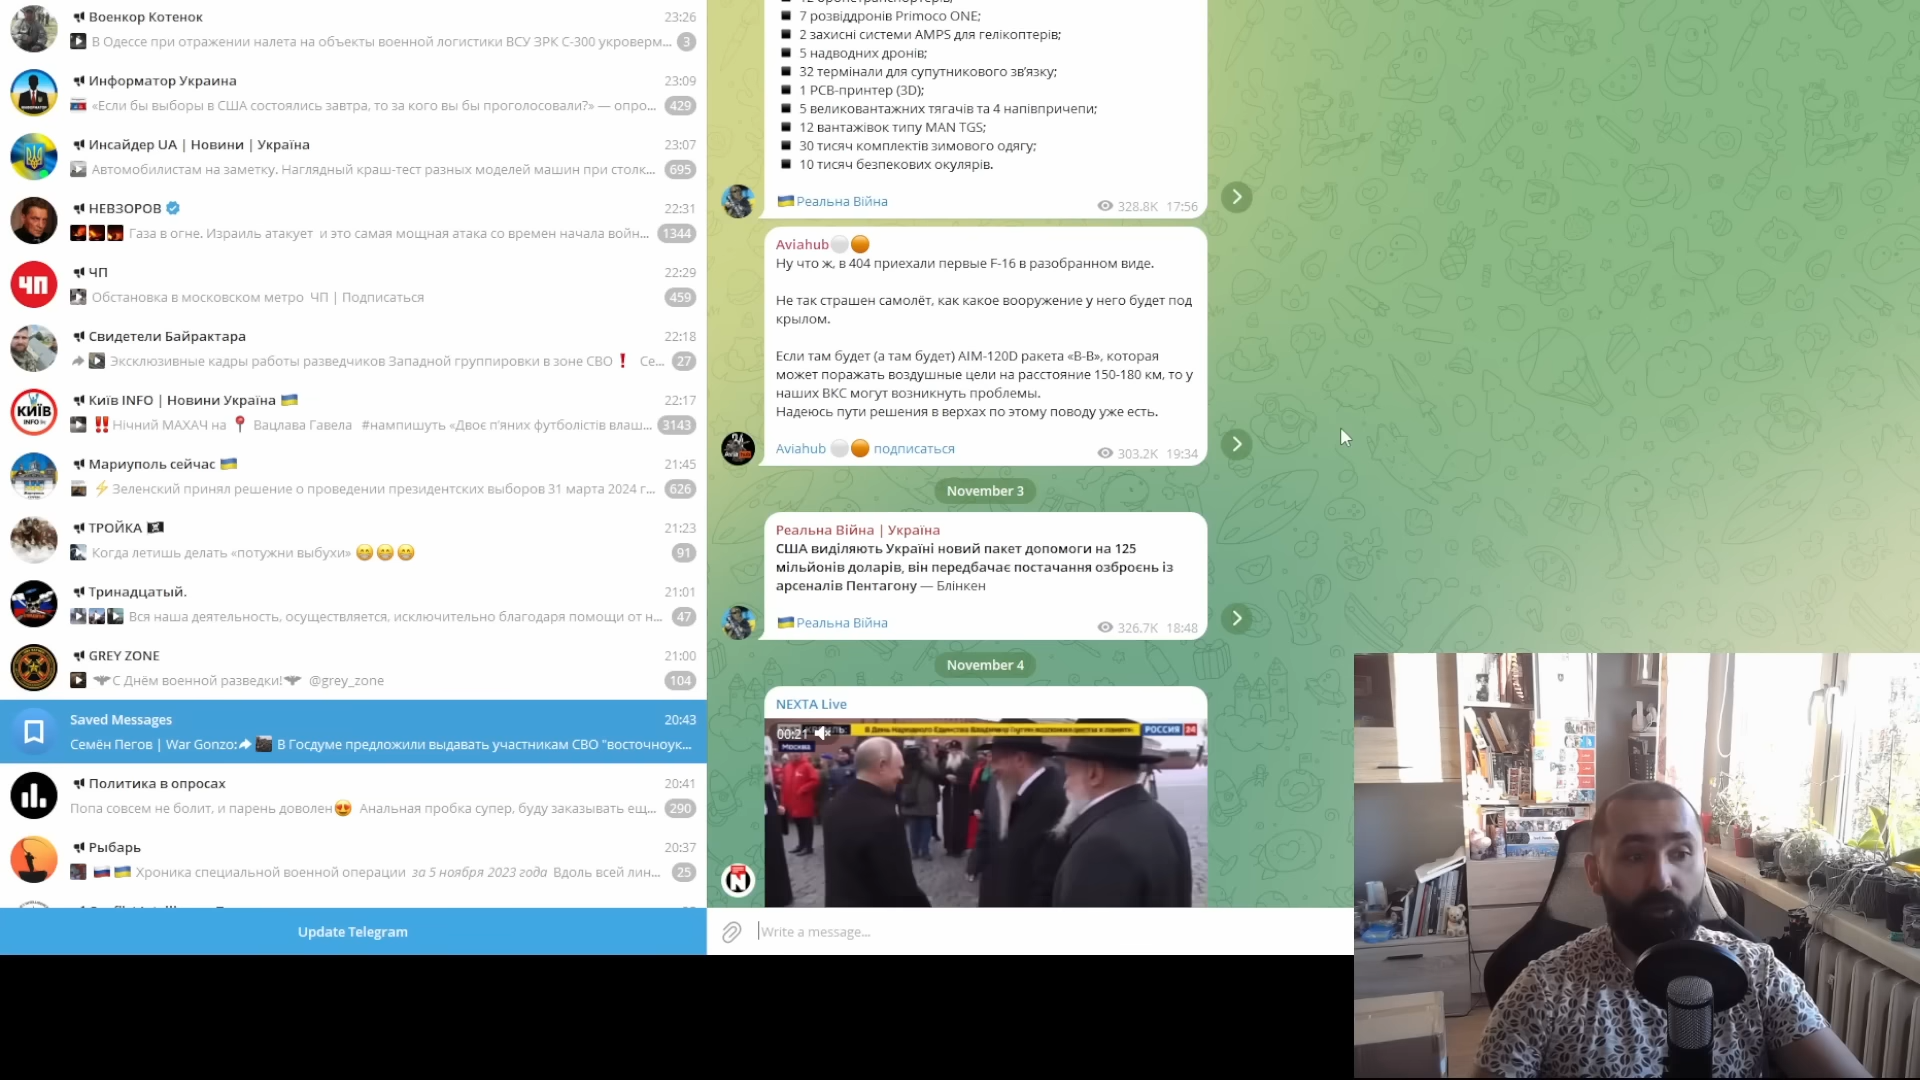 Военкор Котенок 23:26
В Одессе при отражении налета на объекты военной логистики ВСУ ЗРК С-300 укроверм... 3
Информатор Украина 23:09
«Если бы выборы в США состоялись завтра, то за кого вы бы проголосовали?» — опро... 429
Инсайдер UA | Новини | Україна 23:07
Автомобилистам на заметку. Наглядный краш-тест разных моделей машин при столк... 695
НЕВЗОРОВ 22:31
Газа в огне. Израиль атакует и это самая мощная атака со времен начала войн... 1344
ЧП 22:29
Обстановка в московском метро ЧП | Подписаться 459
Свидетели Байрактара 22:18
Эксклюзивные кадры работы разведчиков Западной группировки в зоне СВО❗ Се... 27
Київ INFO | Новини Україна 🇺🇦 22:17
‼️Нічний МАХАЧ на 📍 Вацлава Гавела #нампишуть «Двоє п’яних футболістів влаш... 3143
Мариуполь сейчас 🇺🇦 21:45
⚡Зеленский принял решение о проведении президентских выборов 31 марта 2024 г... 626
ТРОЙКА 🏴‍☠️ 21:23
Когда летишь делать «потужни выбухи» 😁😁😁 91
Тринадцатый. 21:01
Вся наша деятельность, осуществляется, исключительно благодаря помощи от н... 47
GREY ZONE 21:00
С Днём военной разведки! @grey_zone 104
Saved Messages 20:43
Семён Пегов | War Gonzo: В Госдуме предложили выдавать участникам СВО "восточноук...
Политика в опросах 20:41
Попа совсем не болит, и парень доволен😍 Анальная пробка супер, буду заказывать ещ... 290
Рыбарь 20:37
🇷🇺🇺🇦 Хроника специальной военной операции за 5 ноября 2023 года Вдоль всей лин... 25
Update Telegram
▪️ 7 розвіддронів Primoco ONE;
▪️ 2 захисні системи AMPS для гелікоптерів;
▪️ 5 надводних дронів;
▪️ 32 термінали для супутникового зв’язку;
▪️ 1 PCB-принтер (3D);
▪️ 5 великовантажних тягачів та 4 напівпричепи;
▪️ 12 вантажівок типу MAN TGS;
▪️ 30 тисяч комплектів зимового одягу;
▪️ 10 тисяч безпекових окулярів.
🇺🇦Реальна Війна 328.8K 17:56
Aviahub⚪🟠
Ну что ж, в 404 приехали первые F-16 в разобранном виде.
Не так страшен самолёт, как какое вооружение у него будет под
крылом.
Если там будет (а там будет) AIM-120D ракета «В-В», которая
может поражать воздушные цели на расстояние 150-180 км, то у
наших ВКС могут возникнуть проблемы.
Надеюсь пути решения в верхах по этому поводу уже есть.
Aviahub ⚪🟠 подписаться 303.2K 19:34
November 3
Реальна Війна | Україна
США виділяють Україні новий пакет допомоги на 125
мільйонів доларів, він передбачає постачання озброєнь із
арсеналів Пентагону — Блінкен
🇺🇦Реальна Війна 326.7K 18:48
November 4
NEXTA Live
00:21
Москва
РОССИЯ 24
Write a message...